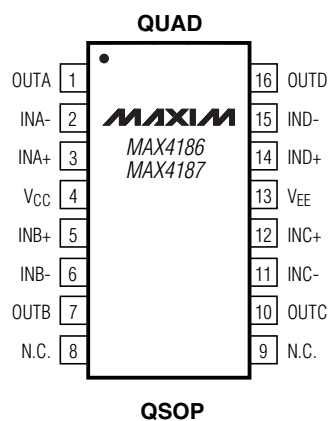 QUAD
OUTA 1 16 OUTD
INA- 2 MAXIM 15 IND-
INA+ 3 MAX4186 14 IND+
MAX4187
VCC 4 13 VEE
INB+ 5 12 INC+
INB- 6 11 INC-
OUTB 7 10 OUTC
N.C. 8 9 N.C.
QSOP